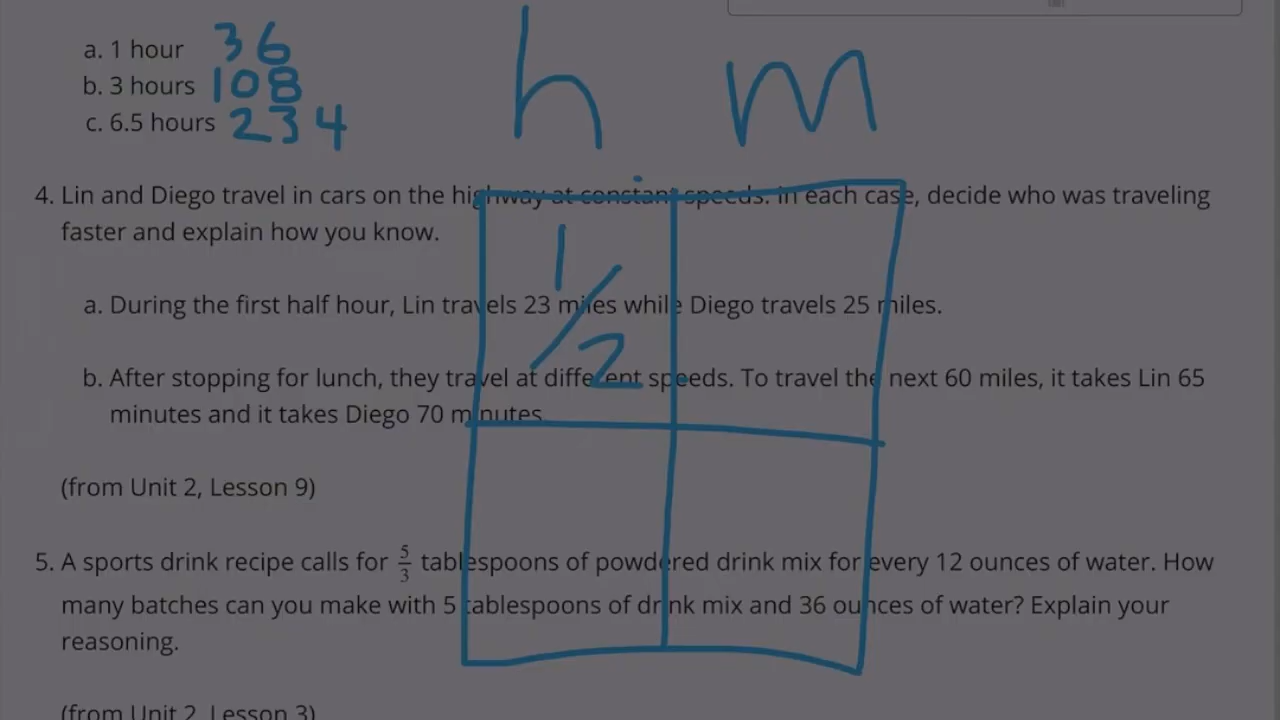 a. 1 hour 36
b. 3 hours 108
c. 6.5 hours 234
h m
4. Lin and Diego travel in cars on the highway at constant speeds. In each case, decide who was traveling
faster and explain how you know.
1/2
a. During the first half hour, Lin travels 23 miles while Diego travels 25 miles.
b. After stopping for lunch, they travel at different speeds. To travel the next 60 miles, it takes Lin 65
minutes and it takes Diego 70 minutes.
(from Unit 2, Lesson 9)
5. A sports drink recipe calls for 5/3 tablespoons of powdered drink mix for every 12 ounces of water. How
many batches can you make with 5 tablespoons of drink mix and 36 ounces of water? Explain your
reasoning.
(from Unit 2, Lesson 3)